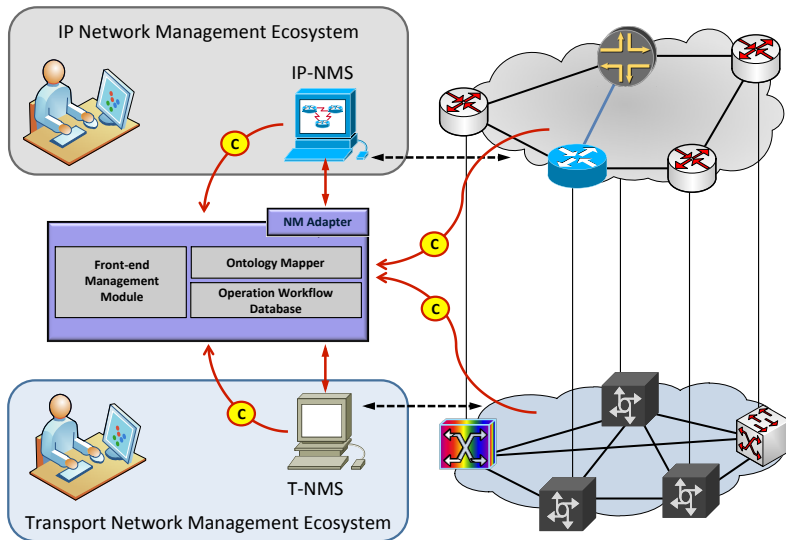 IP Network Management Ecosystem
IP-NMS
C
NM Adapter
C
Front-end
Management
Module
Ontology Mapper
Operation Workflow
Database
C
C
T-NMS
Transport Network Management Ecosystem